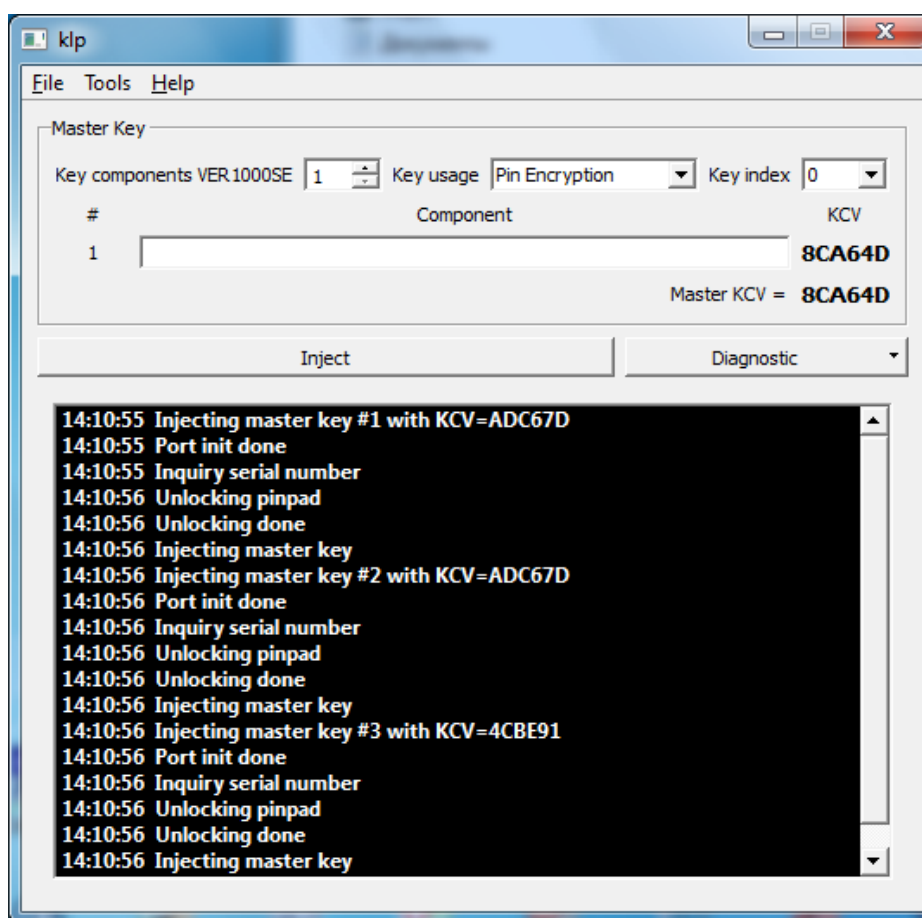 Документы
klp
File Tools Help
Master Key
Key components VER1000SE 1 Key usage Pin Encryption Key index 0
# Component KCV
1 8CA64D
Master KCV = 8CA64D
Inject Diagnostic
14:10:55 Injecting master key #1 with KCV=ADC67D
14:10:55 Port init done
14:10:55 Inquiry serial number
14:10:56 Unlocking pinpad
14:10:56 Unlocking done
14:10:56 Injecting master key
14:10:56 Injecting master key #2 with KCV=ADC67D
14:10:56 Port init done
14:10:56 Inquiry serial number
14:10:56 Unlocking pinpad
14:10:56 Unlocking done
14:10:56 Injecting master key
14:10:56 Injecting master key #3 with KCV=4CBE91
14:10:56 Port init done
14:10:56 Inquiry serial number
14:10:56 Unlocking pinpad
14:10:56 Unlocking done
14:10:56 Injecting master key